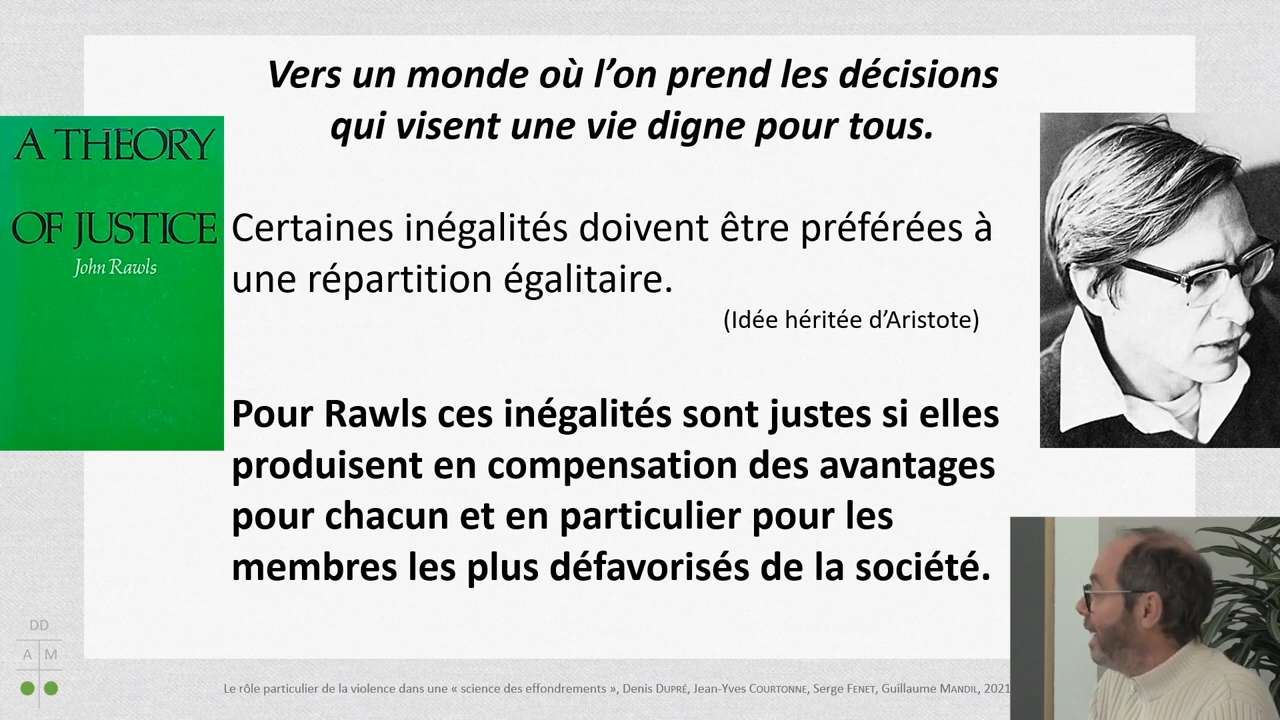 Vers un monde où l’on prend les décisions
qui visent une vie digne pour tous.
A THEORY
OF JUSTICE
John Rawls
Certaines inégalités doivent être préférées à
une répartition égalitaire.
(Idée héritée d’Aristote)
Pour Rawls ces inégalités sont justes si elles
produisent en compensation des avantages
pour chacun et en particulier pour les
membres les plus défavorisés de la société.
DD
A M
Le rôle particulier de la violence dans une « science des effondrements », Denis DUPRÉ, Jean-Yves COURTONNE, Serge FENET, Guillaume MANDIL, 2021